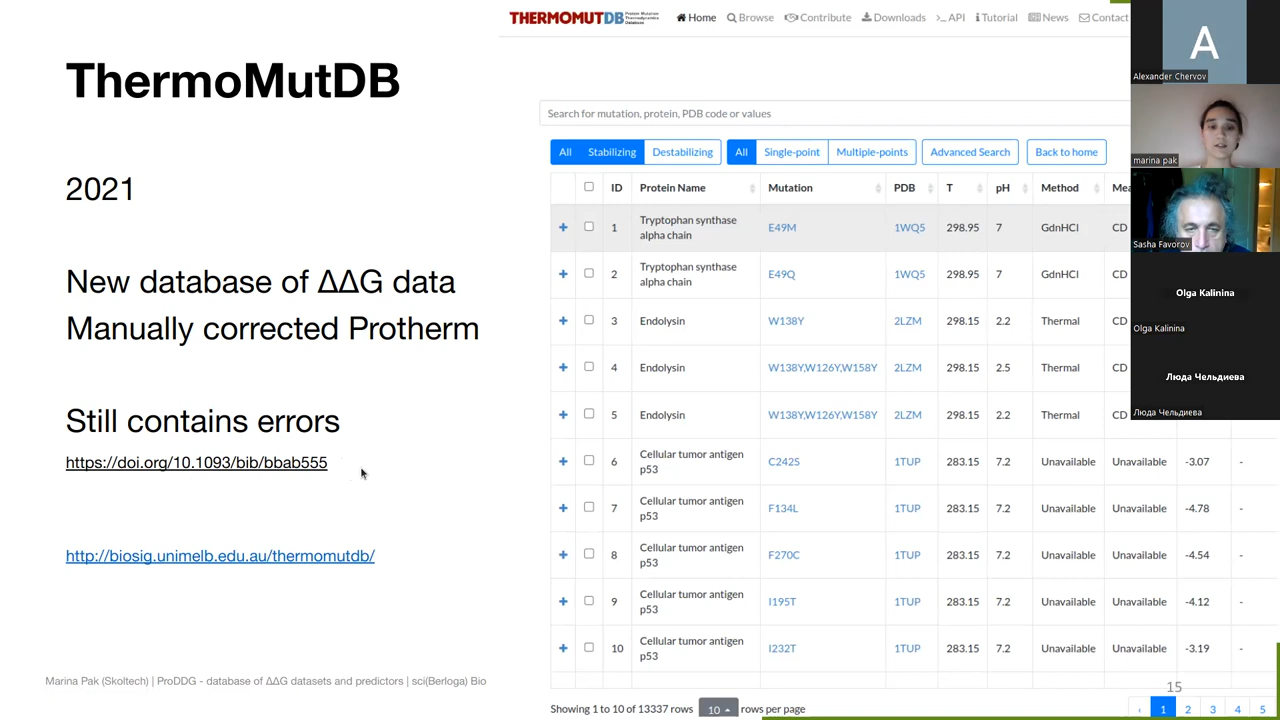 THERMOMUTDB Protein Mutation Thermodynamics Database
Home Browse Contribute Downloads API Tutorial News Contact
ThermoMutDB
2021
New database of ΔΔG data
Manually corrected Protherm
Still contains errors
https://doi.org/10.1093/bib/bbab555
http://biosig.unimelb.edu.au/thermomutdb/
Marina Pak (Skoltech) | ProDDG - database of ΔΔG datasets and predictors | sci(Berloga) Bio
Search for mutation, protein, PDB code or values
All Stabilizing Destabilizing All Single-point Multiple-points Advanced Search Back to home
ID Protein Name Mutation PDB T pH Method Mea
1 Tryptophan synthase alpha chain E49M 1WQ5 298.95 7 GdnHCl CD
2 Tryptophan synthase alpha chain E49Q 1WQ5 298.95 7 GdnHCl CD
3 Endolysin W138Y 2LZM 298.15 2.2 Thermal CD
4 Endolysin W138Y,W126Y,W158Y 2LZM 298.15 2.5 Thermal CD
5 Endolysin W138Y,W126Y,W158Y 2LZM 298.15 2.2 Thermal CD
6 Cellular tumor antigen p53 C242S 1TUP 283.15 7.2 Unavailable Unavailable -3.07 -
7 Cellular tumor antigen p53 F134L 1TUP 283.15 7.2 Unavailable Unavailable -4.78 -
8 Cellular tumor antigen p53 F270C 1TUP 283.15 7.2 Unavailable Unavailable -4.54 -
9 Cellular tumor antigen p53 I195T 1TUP 283.15 7.2 Unavailable Unavailable -4.12 -
10 Cellular tumor antigen p53 I232T 1TUP 283.15 7.2 Unavailable Unavailable -3.19 -
15
Showing 1 to 10 of 13337 rows 10 rows per page
‹ 1 2 3 4 5
A
Alexander Chervov
marina pak
Sasha Favorov
Olga Kalinina
Olga Kalinina
Люда Чельдиева
Люда Чельдиева